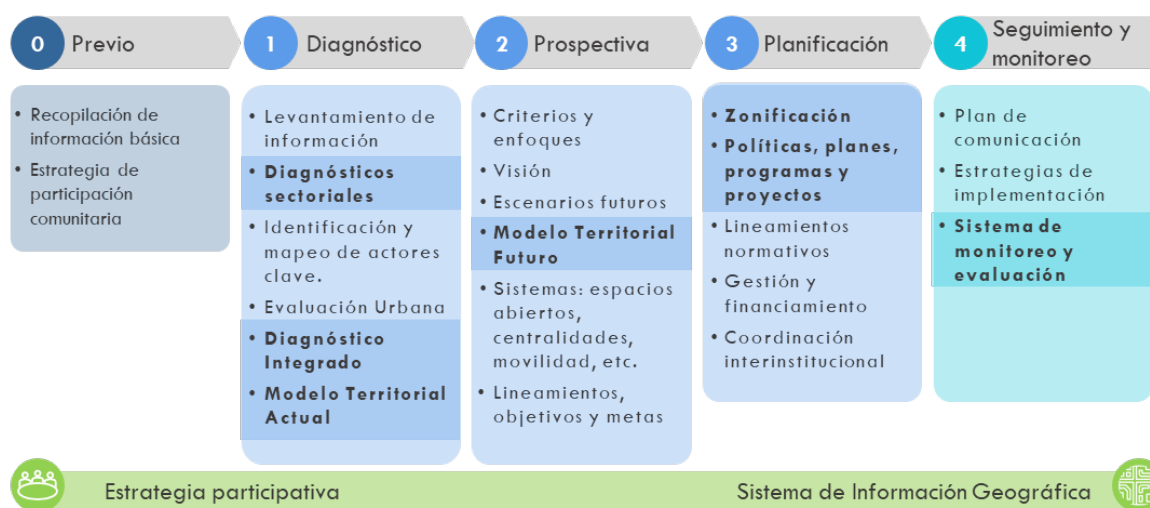 0 Previo
• Recopilación de
información básica
• Estrategia de
participación
comunitaria
1 Diagnóstico
• Levantamiento de
información
• Diagnósticos
sectoriales
• Identificación y
mapeo de actores
clave.
• Evaluación Urbana
• Diagnóstico
Integrado
• Modelo Territorial
Actual
2 Prospectiva
• Criterios y
enfoques
• Visión
• Escenarios futuros
• Modelo Territorial
Futuro
• Sistemas: espacios
abiertos,
centralidades,
movilidad, etc.
• Lineamientos,
objetivos y metas
3 Planificación
• Zonificación
• Políticas, planes,
programas y
proyectos
• Lineamientos
normativos
• Gestión y
financiamiento
• Coordinación
interinstitucional
4 Seguimiento y
monitoreo
• Plan de
comunicación
• Estrategias de
implementación
• Sistema de
monitoreo y
evaluación
Estrategia participativa
Sistema de Información Geográfica